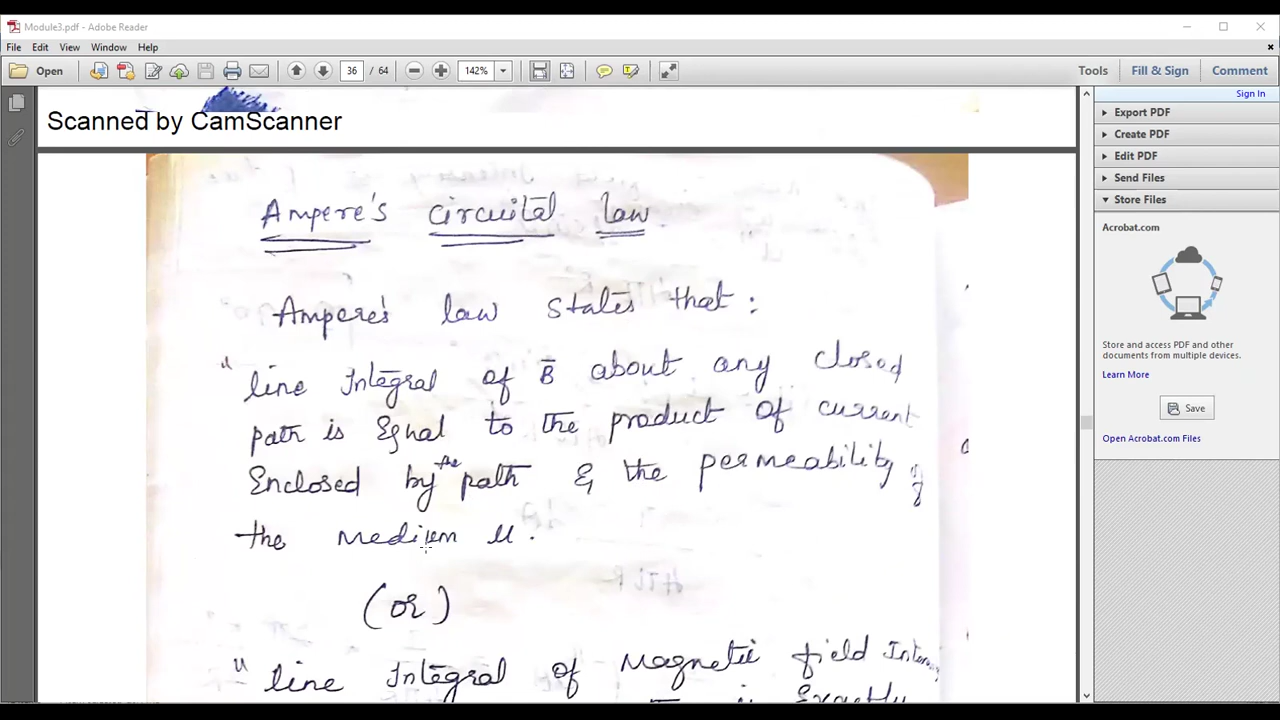 Module3.pdf - Adobe Reader
File Edit View Window Help
Open 36 / 64 142% Tools Fill & Sign Comment
Sign In
Export PDF
Create PDF
Edit PDF
Send Files
Store Files
Acrobat.com
Store and access PDF and other
documents from multiple devices.
Learn More
Save
Open Acrobat.com Files
Scanned by CamScanner
Ampere's circuital law
Ampere's law states that :
" line Integral of B̄ about any closed
path is Equal to the product of current
Enclosed by the path & the permeability of
the medium μ .
(or)
" line Integral of Magnetic field
is Exactly